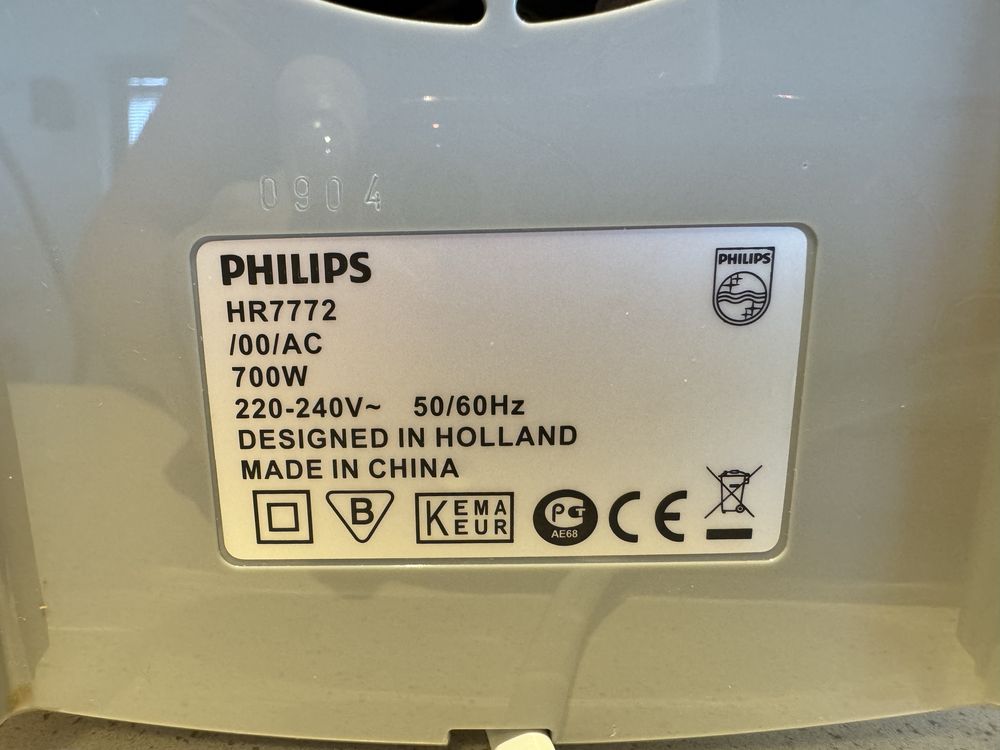 0904
PHILIPS
PHILIPS
HR7772
/00/AC
700W
220-240V~ 50/60Hz
DESIGNED IN HOLLAND
MADE IN CHINA
B
KEMA
EUR
PG
AE68
CE